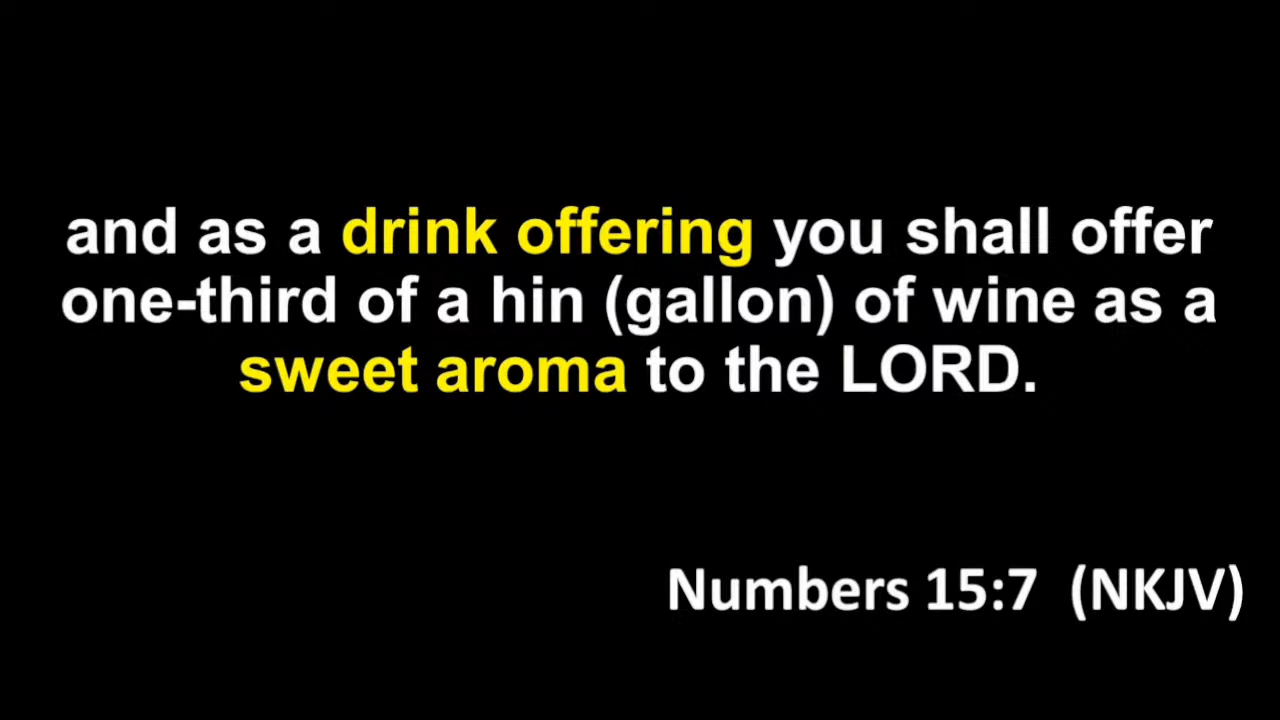 and as a drink offering you shall offer
one-third of a hin (gallon) of wine as a
sweet aroma to the LORD.
Numbers 15:7 (NKJV)